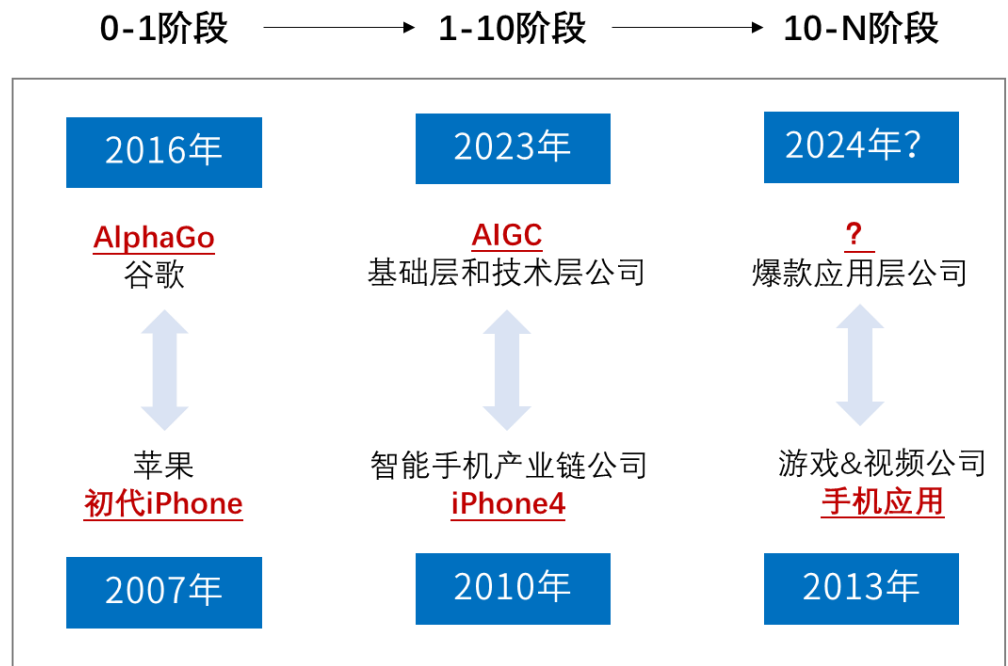 0-1阶段 1-10阶段 10-N阶段
2016年 2023年 2024年？
AlphaGo AIGC ？
谷歌 基础层和技术层公司 爆款应用层公司
苹果 智能手机产业链公司 游戏&视频公司
初代iPhone iPhone4 手机应用
2007年 2010年 2013年